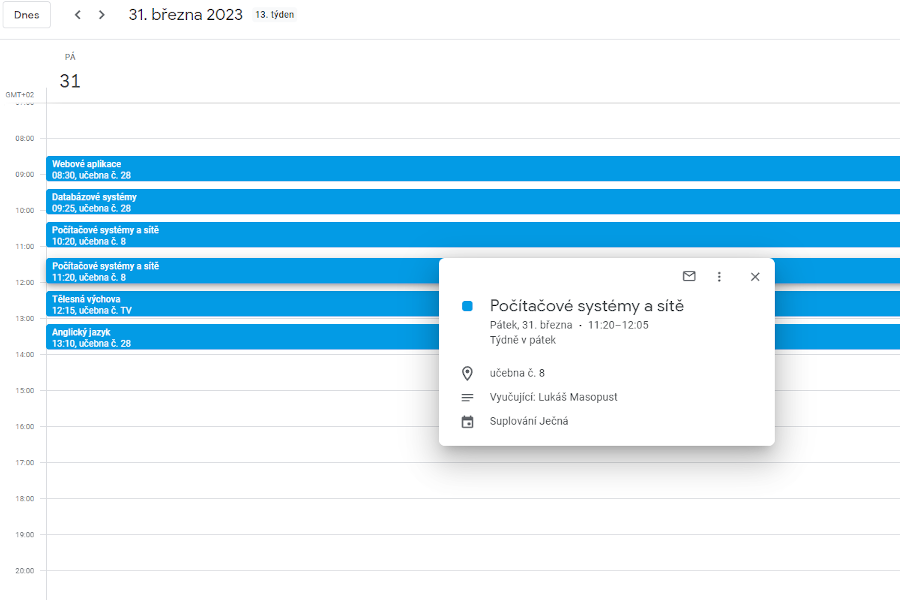 Dnes
31. března 2023
13. týden
PÁ
31
GMT+02
07:00
08:00
09:00
10:00
11:00
12:00
13:00
14:00
15:00
16:00
17:00
18:00
19:00
20:00
Webové aplikace
08:30, učebna č. 28
Databázové systémy
09:25, učebna č. 28
Počítačové systémy a sítě
10:20, učebna č. 8
Počítačové systémy a sítě
11:20, učebna č. 8
Tělesná výchova
12:15, učebna č. TV
Anglický jazyk
13:10, učebna č. 28
Počítačové systémy a sítě
Pátek, 31. března · 11:20–12:05
Týdně v pátek
učebna č. 8
Vyučující: Lukáš Masopust
Suplování Ječná